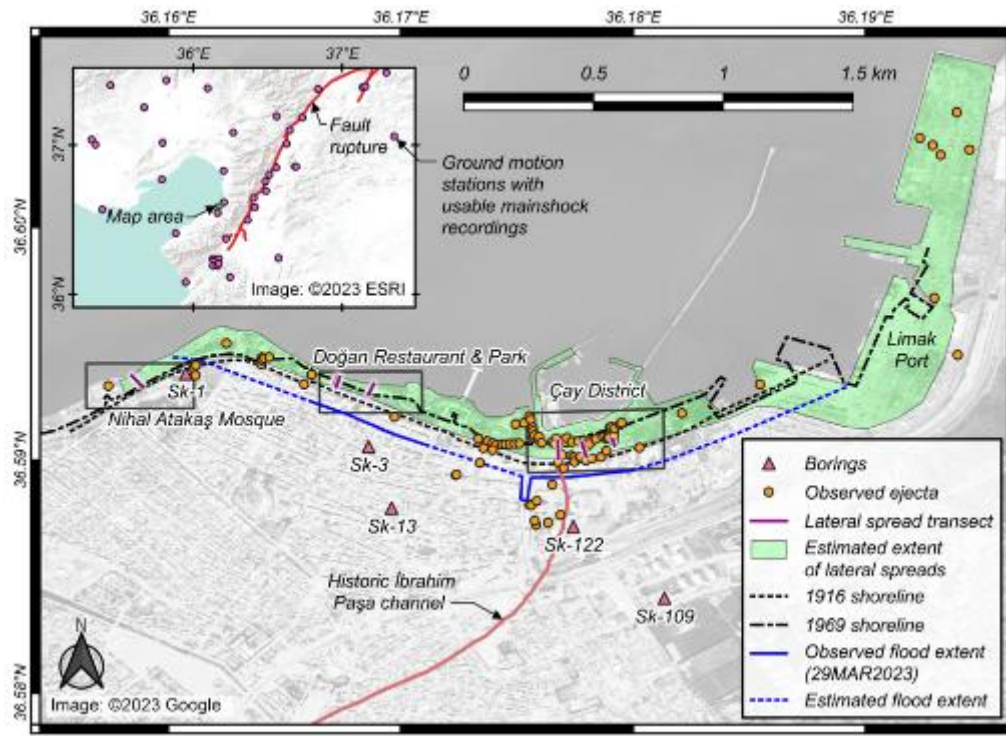 36.16°E 36.17°E 36.18°E 36.19°E
36°E 37°E
37°N
36°N
Fault
rupture
Ground motion
stations with
usable mainshock
recordings
Map area
Image: ©2023 ESRI
0 0.5 1 1.5 km
36.60°N
36.59°N
36.58°N
Limak
Port
Doğan Restaurant & Park
Çay District
Sk-1
Nihal Atakaş Mosque
Sk-3
Sk-13
Sk-122
Sk-109
Historic İbrahim
Paşa channel
N
Image: ©2023 Google
Borings
Observed ejecta
Lateral spread transect
Estimated extent
of lateral spreads
1916 shoreline
1969 shoreline
Observed flood extent
(29MAR2023)
Estimated flood extent